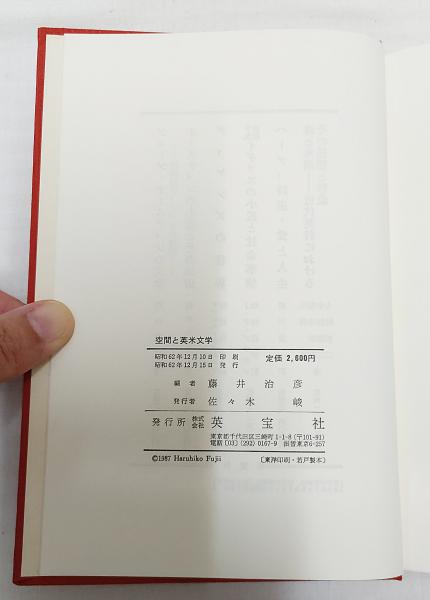 空間と英米文学
昭和62年12月10日 印刷
昭和62年12月15日 発行
定価 2,600円
編者 藤井治彦
発行者 佐々木峻
発行所 株式会社 英宝社
東京都千代田区三崎町1-1-8(〒101-91)
電話(03)(292)0167-9 振替東京6-257
©1987 Haruhiko Fujii 〔東洋印刷・若戸製本〕